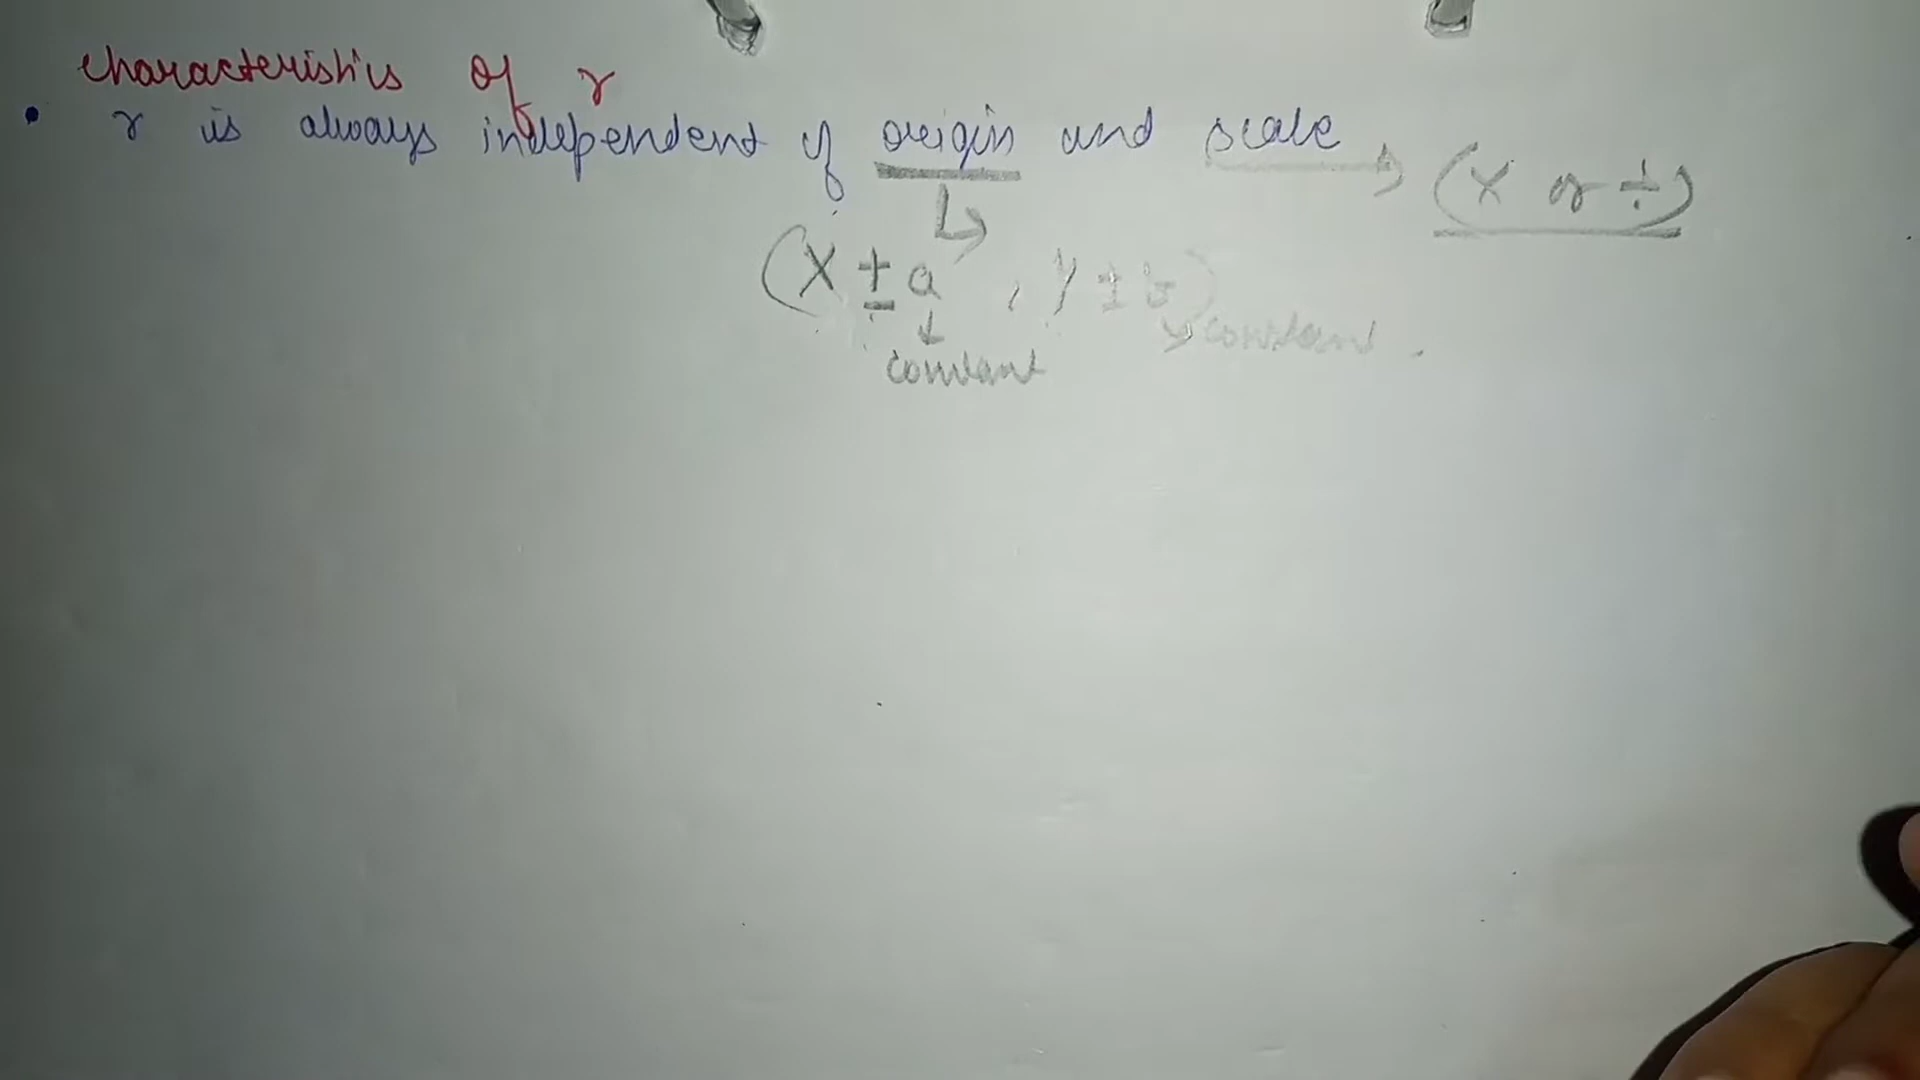 characteristics of r
• r is always independent of origin and scale → (× or ÷)
↳
(X ± a , y ± b)
↓
constant
↘ constant.